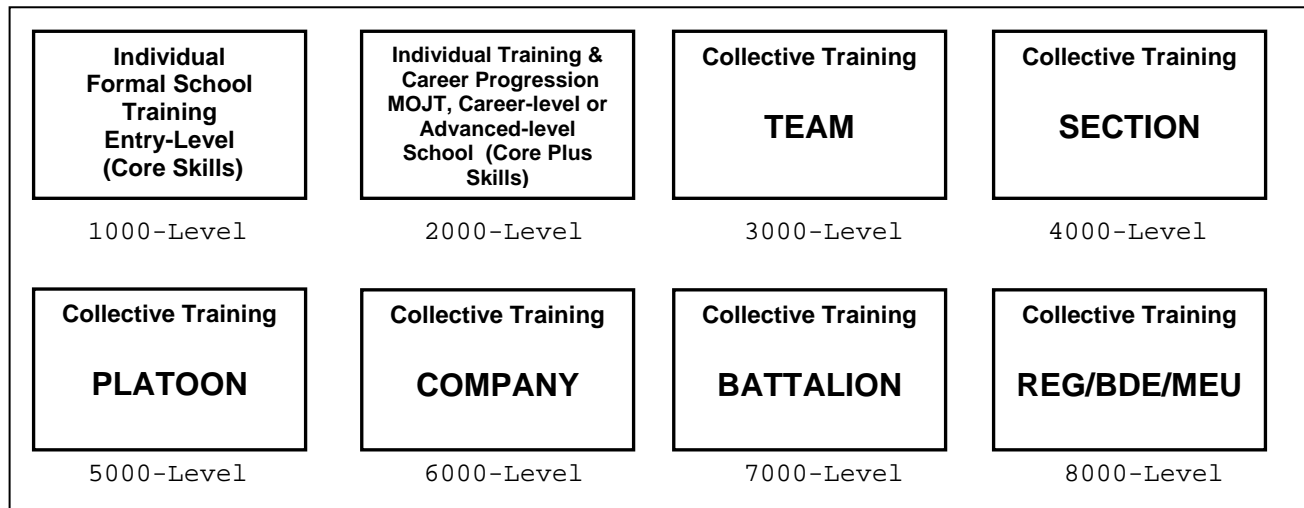 Individual
Formal School
Training
Entry-Level
(Core Skills)
1000-Level
Individual Training &
Career Progression
MOJT, Career-level or
Advanced-level
School (Core Plus
Skills)
2000-Level
Collective Training
TEAM
3000-Level
Collective Training
SECTION
4000-Level
Collective Training
PLATOON
5000-Level
Collective Training
COMPANY
6000-Level
Collective Training
BATTALION
7000-Level
Collective Training
REG/BDE/MEU
8000-Level